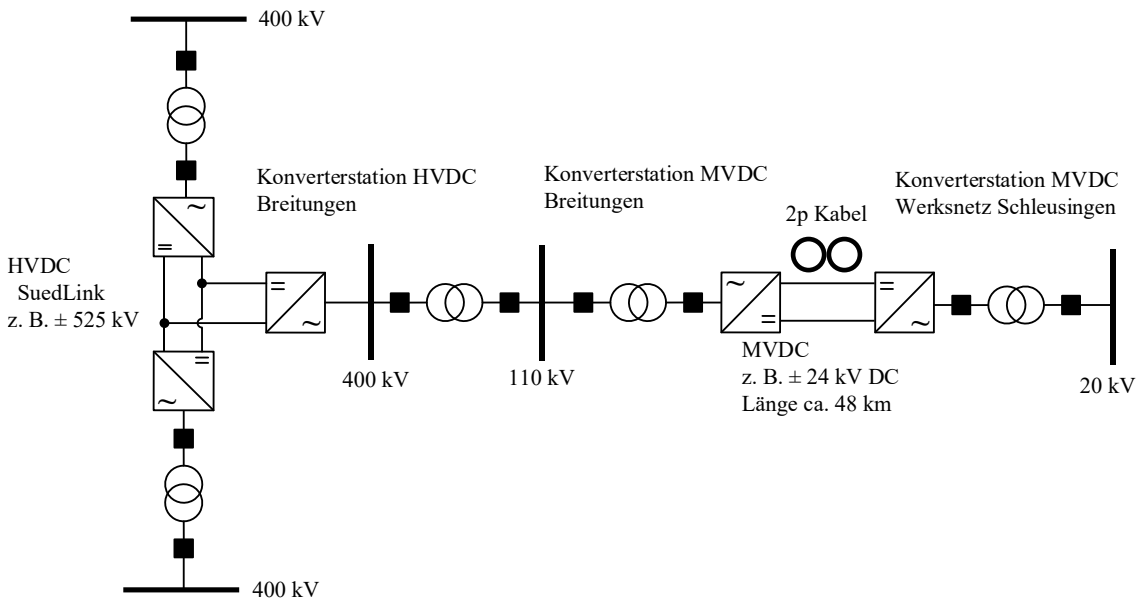 400 kV
Konverterstation HVDC
Breitungen
Konverterstation MVDC
Breitungen
Konverterstation MVDC
Werksnetz Schleusingen
2p Kabel
~
=
HVDC
SuedLink
z. B. ± 525 kV
=
~
~
=
=
~
=
~
400 kV
110 kV
MVDC
z. B. ± 24 kV DC
Länge ca. 48 km
20 kV
400 kV